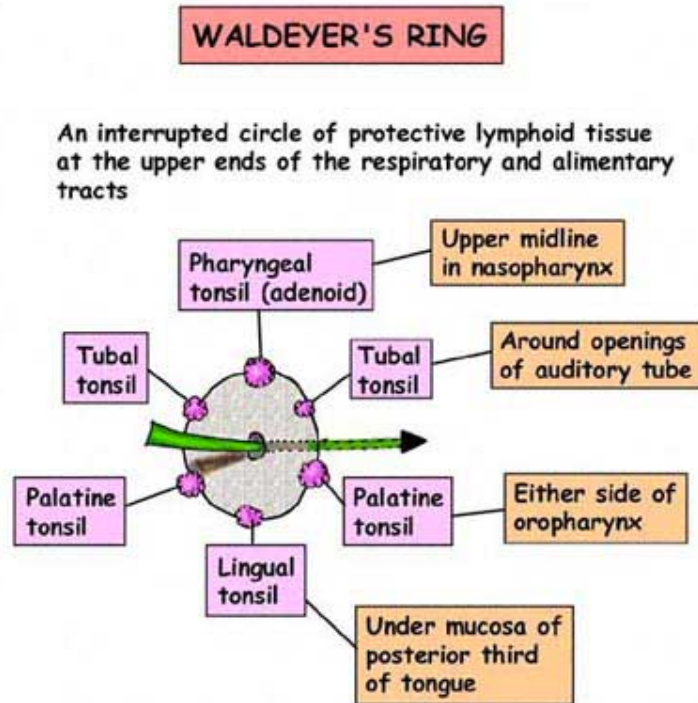 WALDEYER'S RING
An interrupted circle of protective lymphoid tissue
at the upper ends of the respiratory and alimentary
tracts
Upper midline
in nasopharynx
Pharyngeal
tonsil (adenoid)
Tubal
tonsil
Tubal
tonsil
Around openings
of auditory tube
Palatine
tonsil
Palatine
tonsil
Either side of
oropharynx
Lingual
tonsil
Under mucosa of
posterior third
of tongue